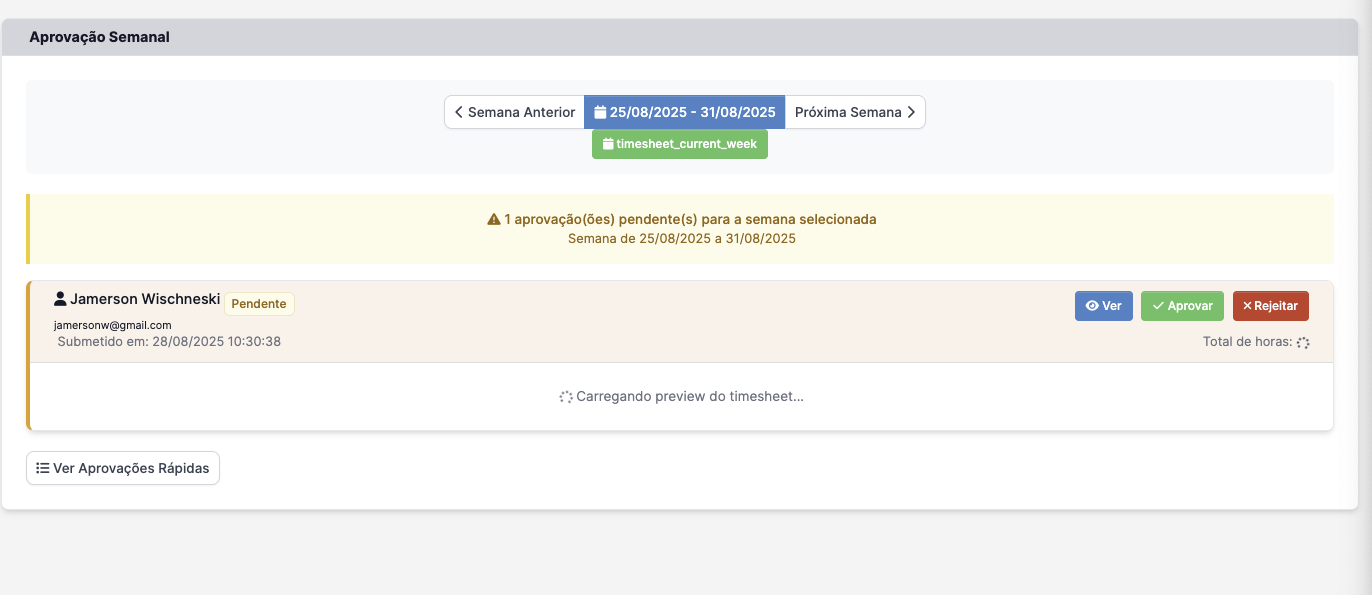 Aprovação Semanal
Semana Anterior 25/08/2025 - 31/08/2025 Próxima Semana
timesheet_current_week
1 aprovação(ões) pendente(s) para a semana selecionada
Semana de 25/08/2025 a 31/08/2025
Jamerson Wischneski Pendente
Ver Aprovar Rejeitar
jamersonw@gmail.com
Submetido em: 28/08/2025 10:30:38
Total de horas:
Carregando preview do timesheet...
Ver Aprovações Rápidas